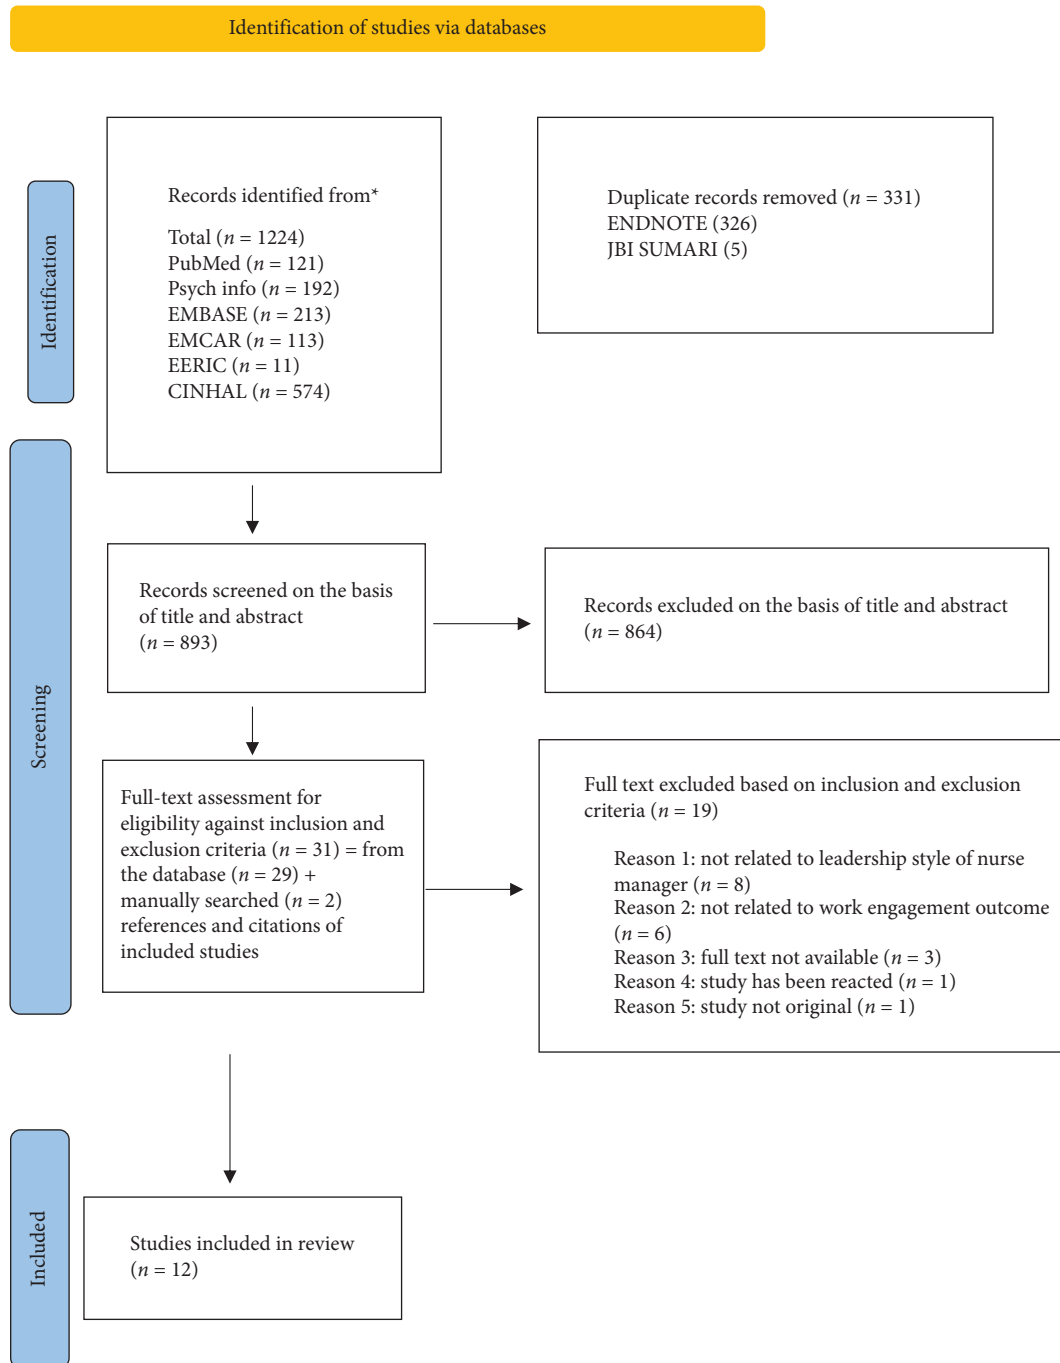 Identification of studies via databases
Identification
Records identified from*
Total (n = 1224)
PubMed (n = 121)
Psych info (n = 192)
EMBASE (n = 213)
EMCAR (n = 113)
EERIC (n = 11)
CINHAL (n = 574)
Duplicate records removed (n = 331)
ENDNOTE (326)
JBI SUMARI (5)
Screening
Records screened on the basis
of title and abstract
(n = 893)
Records excluded on the basis of title and abstract
(n = 864)
Full-text assessment for
eligibility against inclusion and
exclusion criteria (n = 31) = from
the database (n = 29) +
manually searched (n = 2)
references and citations of
included studies
Full text excluded based on inclusion and exclusion
criteria (n = 19)
Reason 1: not related to leadership style of nurse
manager (n = 8)
Reason 2: not related to work engagement outcome
(n = 6)
Reason 3: full text not available (n = 3)
Reason 4: study has been reacted (n = 1)
Reason 5: study not original (n = 1)
Included
Studies included in review
(n = 12)